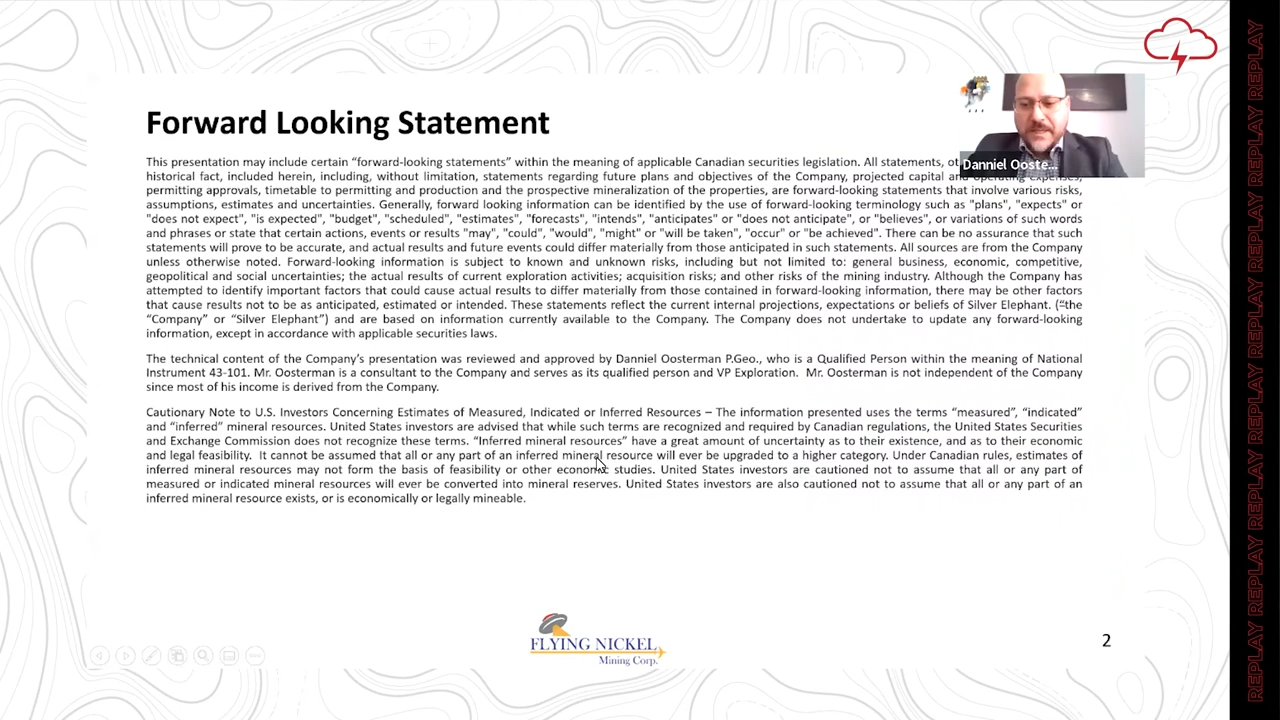 Forward Looking Statement
This presentation may include certain “forward-looking statements” within the meaning of applicable Canadian securities legislation. All statements, ot
historical fact, included herein, including, without limitation, statements regarding future plans and objectives of the Company, projected capital and operating expenses,
permitting approvals, timetable to permitting and production and the prospective mineralization of the properties, are forward-looking statements that involve various risks,
assumptions, estimates and uncertainties. Generally, forward looking information can be identified by the use of forward-looking terminology such as "plans", "expects" or
"does not expect", "is expected", "budget", "scheduled", "estimates", "forecasts", "intends", "anticipates" or "does not anticipate", or "believes", or variations of such words
and phrases or state that certain actions, events or results "may", "could", "would", "might" or "will be taken", "occur" or "be achieved". There can be no assurance that such
statements will prove to be accurate, and actual results and future events could differ materially from those anticipated in such statements. All sources are from the Company
unless otherwise noted. Forward-looking information is subject to known and unknown risks, including but not limited to: general business, economic, competitive,
geopolitical and social uncertainties; the actual results of current exploration activities; acquisition risks; and other risks of the mining industry. Although the Company has
attempted to identify important factors that could cause actual results to differ materially from those contained in forward-looking information, there may be other factors
that cause results not to be as anticipated, estimated or intended. These statements reflect the current internal projections, expectations or beliefs of Silver Elephant. (“the
“Company” or “Silver Elephant”) and are based on information currently available to the Company. The Company does not undertake to update any forward-looking
information, except in accordance with applicable securities laws.
The technical content of the Company’s presentation was reviewed and approved by Danniel Oosterman P.Geo., who is a Qualified Person within the meaning of National
Instrument 43-101. Mr. Oosterman is a consultant to the Company and serves as its qualified person and VP Exploration. Mr. Oosterman is not independent of the Company
since most of his income is derived from the Company.
Cautionary Note to U.S. Investors Concerning Estimates of Measured, Indicated or Inferred Resources – The information presented uses the terms “measured”, “indicated”
and “inferred” mineral resources. United States investors are advised that while such terms are recognized and required by Canadian regulations, the United States Securities
and Exchange Commission does not recognize these terms. “Inferred mineral resources” have a great amount of uncertainty as to their existence, and as to their economic
and legal feasibility. It cannot be assumed that all or any part of an inferred mineral resource will ever be upgraded to a higher category. Under Canadian rules, estimates of
inferred mineral resources may not form the basis of feasibility or other economic studies. United States investors are cautioned not to assume that all or any part of
measured or indicated mineral resources will ever be converted into mineral reserves. United States investors are also cautioned not to assume that all or any part of an
inferred mineral resource exists, or is economically or legally mineable.
Danniel Ooste...
FLYING NICKEL
Mining Corp.
2
REPLAY REPLAY REPLAY REPLAY REPLAY REPLAY REPLAY REPLAY